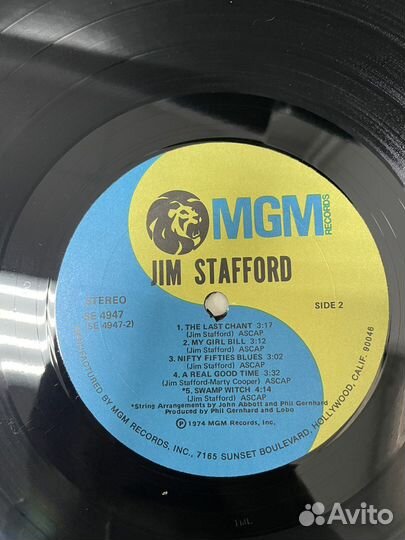 MGM
RECORDS
JIM STAFFORD
STEREO
SE 4947
(SE 4947-2)
SIDE 2
1. THE LAST CHANT 3:17
(Jim Stafford) ASCAP
2. MY GIRL BILL 3:12
(Jim Stafford) ASCAP
3. NIFTY FIFTIES BLUES 3:02
(Jim Stafford) ASCAP
4. A REAL GOOD TIME 3:32
(Jim Stafford-Marty Cooper) ASCAP
*5. SWAMP WITCH 4:14
(Jim Stafford) ASCAP
*String Arrangements by John Abbott and Phil Gernhard
Produced by Phil Gernhard and Lobo
Ⓟ 1974 MGM Records, Inc.
MANUFACTURED BY MGM RECORDS, INC., 7165 SUNSET BOULEVARD, HOLLYWOOD, CALIF. 90046
Avito